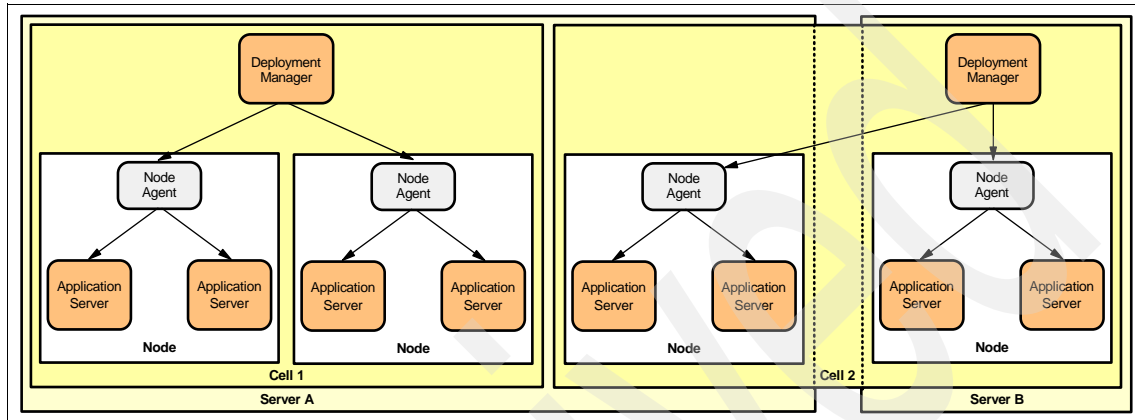 Deployment
Manager
Deployment
Manager
Node
Agent
Node
Agent
Node
Agent
Node
Agent
Application
Server
Application
Server
Application
Server
Application
Server
Application
Server
Application
Server
Application
Server
Application
Server
Node
Node
Node
Node
Cell 1
Cell 2
Server A
Server B